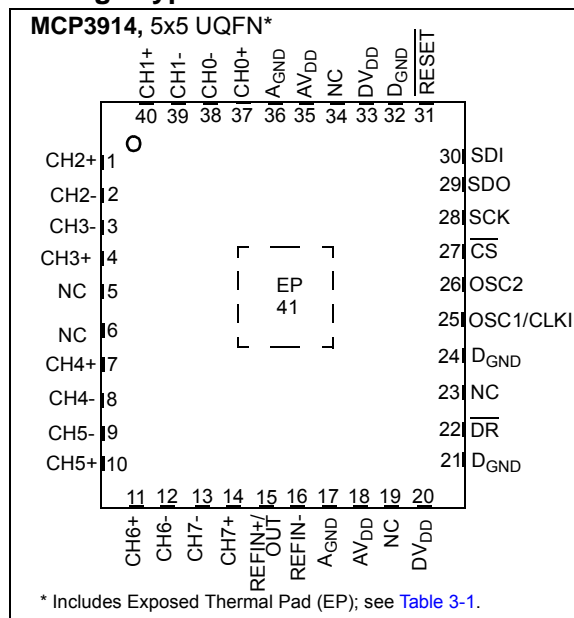 MCP3914, 5x5 UQFN*
CH1+
CH1-
CH0-
CH0+
AGND
AVDD
NC
DVDD
DGND
RESET
40 39 38 37 36 35 34 33 32 31
CH2+ 1
CH2- 2
CH3- 3
CH3+ 4
NC 5
NC 6
CH4+ 7
CH4- 8
CH5- 9
CH5+ 10
EP
41
30 SDI
29 SDO
28 SCK
27 CS
26 OSC2
25 OSC1/CLKI
24 DGND
23 NC
22 DR
21 DGND
11 12 13 14 15 16 17 18 19 20
CH6+
CH6-
CH7-
CH7+
REFIN+/
OUT
REFIN-
AGND
AVDD
NC
DVDD
* Includes Exposed Thermal Pad (EP); see Table 3-1.